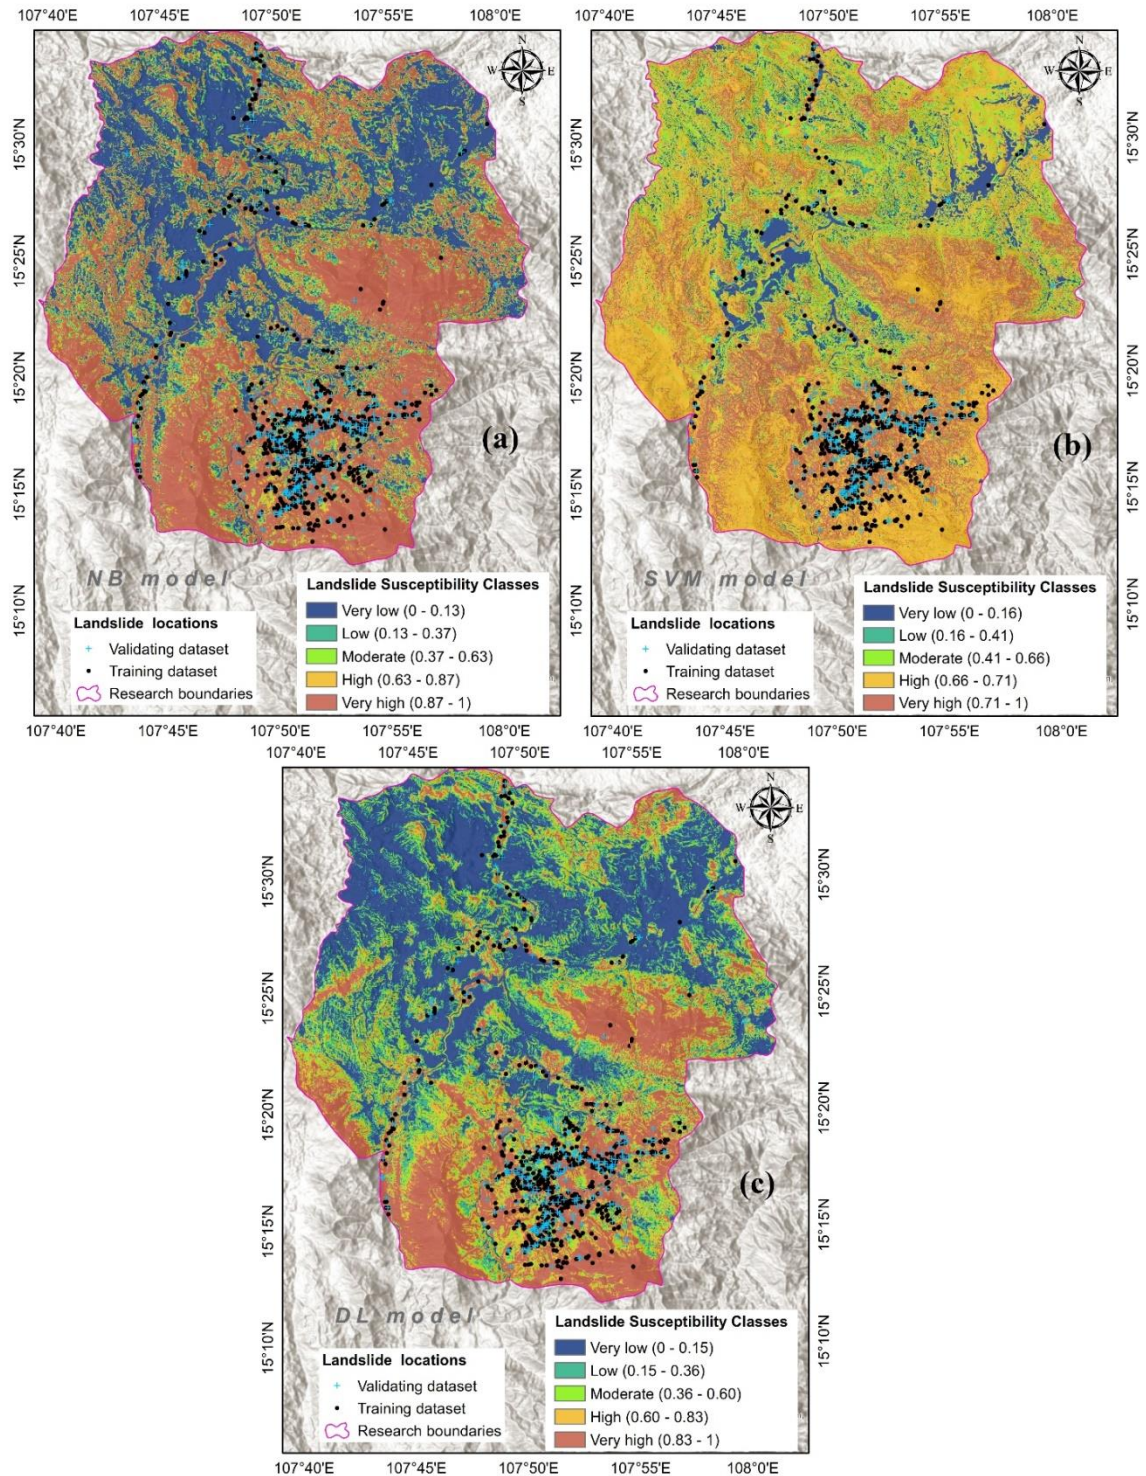 107°40'E 107°45'E 107°50'E 107°55'E 108°0'E
N
W E
S
15°30'N
15°25'N
15°20'N
15°15'N
15°10'N
(a)
NB model
Landslide locations
Validating dataset
Training dataset
Research boundaries
Landslide Susceptibility Classes
Very low (0 - 0.13)
Low (0.13 - 0.37)
Moderate (0.37 - 0.63)
High (0.63 - 0.87)
Very high (0.87 - 1)
107°40'E 107°45'E 107°50'E 107°55'E 108°0'E
107°40'E 107°45'E 107°50'E 107°55'E 108°0'E
N
W E
S
15°30'N 15°30'N
15°25'N 15°25'N
15°20'N 15°20'N
15°15'N 15°15'N
15°10'N 15°10'N
(b)
SVM model
Landslide locations
Validating dataset
Training dataset
Research boundaries
Landslide Susceptibility Classes
Very low (0 - 0.16)
Low (0.16 - 0.41)
Moderate (0.41 - 0.66)
High (0.66 - 0.71)
Very high (0.71 - 1)
107°40'E 107°45'E 107°50'E 107°55'E 108°0'E
107°40'E 107°45'E 107°50'E 107°55'E 108°0'E
N
W E
S
15°30'N 15°30'N
15°25'N 15°25'N
15°20'N 15°20'N
15°15'N 15°15'N
15°10'N 15°10'N
(c)
DL model
Landslide locations
Validating dataset
Training dataset
Research boundaries
Landslide Susceptibility Classes
Very low (0 - 0.15)
Low (0.15 - 0.36)
Moderate (0.36 - 0.60)
High (0.60 - 0.83)
Very high (0.83 - 1)
107°40'E 107°45'E 107°50'E 107°55'E 108°0'E